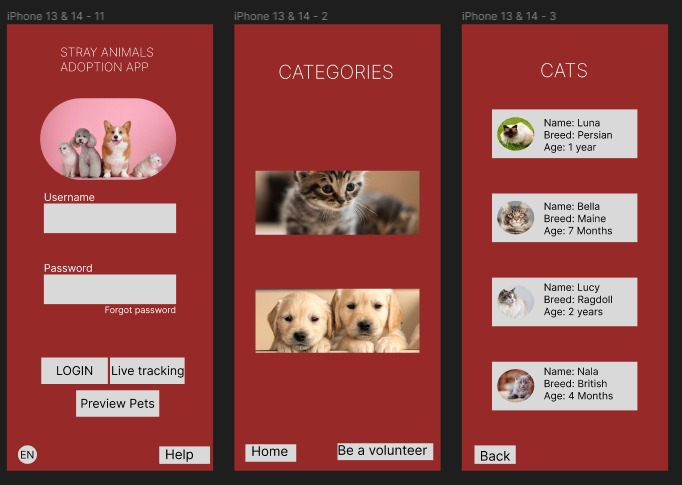 iPhone 13 & 14 - 11
STRAY ANIMALS
ADOPTION APP
Username
Password
Forgot password
LOGIN
Live tracking
Preview Pets
EN
Help
iPhone 13 & 14 - 2
CATEGORIES
Home
Be a volunteer
iPhone 13 & 14 - 3
CATS
Name: Luna
Breed: Persian
Age: 1 year
Name: Bella
Breed: Maine
Age: 7 Months
Name: Lucy
Breed: Ragdoll
Age: 2 years
Name: Nala
Breed: British
Age: 4 Months
Back